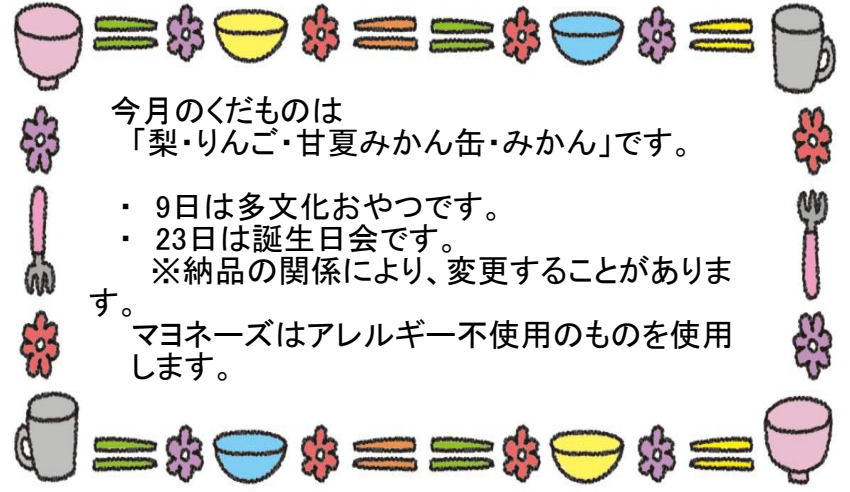 今月のくだものは
「梨・りんご・甘夏みかん缶・みかん」です。
・ 9日は多文化おやつです。
・ 23日は誕生日会です。
※納品の関係により、変更することがありま
す。
マヨネーズはアレルギー不使用のものを使用
します。